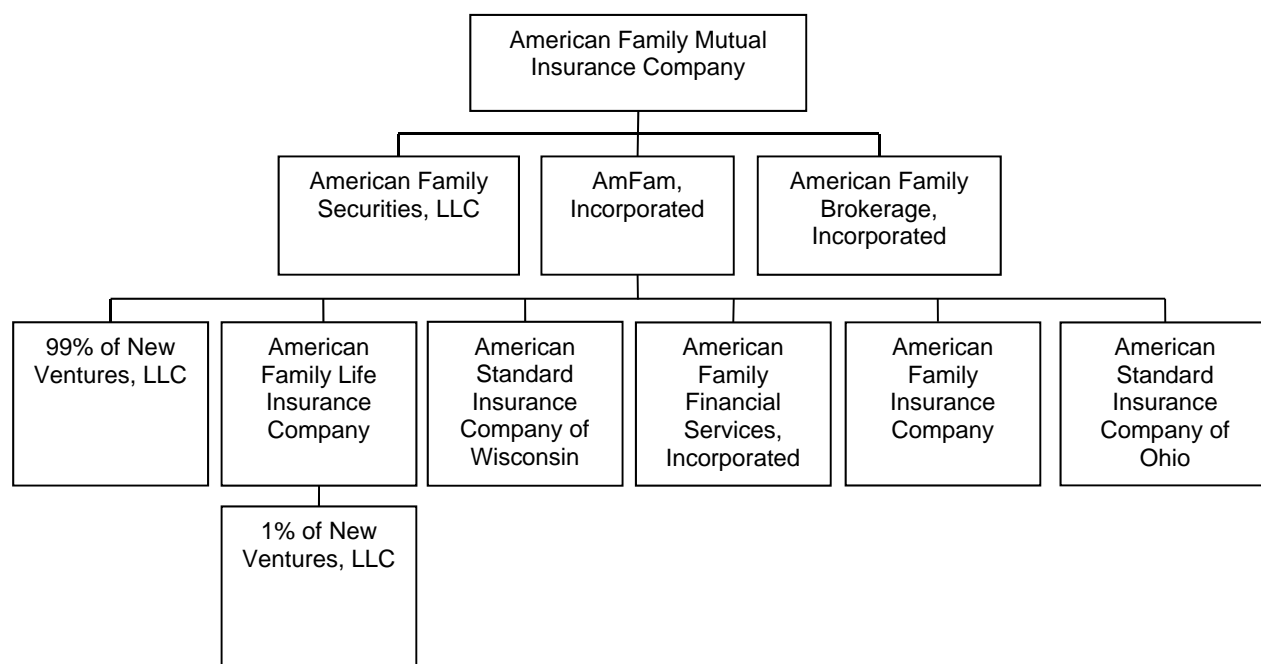 American Family Mutual
Insurance Company
American Family
Securities, LLC
AmFam,
Incorporated
American Family
Brokerage,
Incorporated
99% of New
Ventures, LLC
American
Family Life
Insurance
Company
American
Standard
Insurance
Company of
Wisconsin
American
Family
Financial
Services,
Incorporated
American
Family
Insurance
Company
American
Standard
Insurance
Company of
Ohio
1% of New
Ventures, LLC